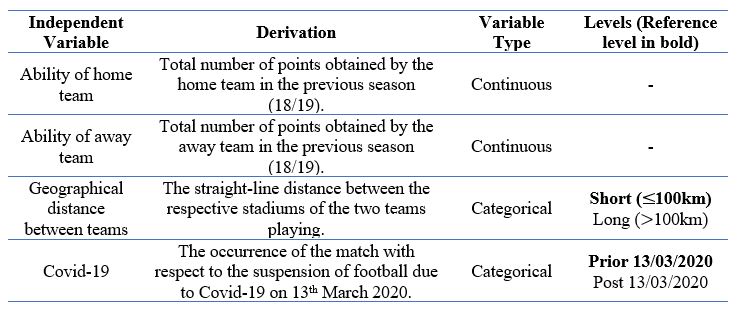 Independent Variable
Derivation
Variable Type
Levels (Reference level in bold)
Ability of home team
Total number of points obtained by the
home team in the previous season
(18/19).
Continuous
-
Ability of away team
Total number of points obtained by the
away team in the previous season
(18/19).
Continuous
-
Geographical
distance
between teams
The straight-line distance between the
respective stadiums of the two teams
playing.
Categorical
Short (≤100km)
Long (>100km)
Covid-19
The occurrence of the match with
respect to the suspension of football due
to Covid-19 on 13th March 2020.
Categorical
Prior 13/03/2020
Post 13/03/2020